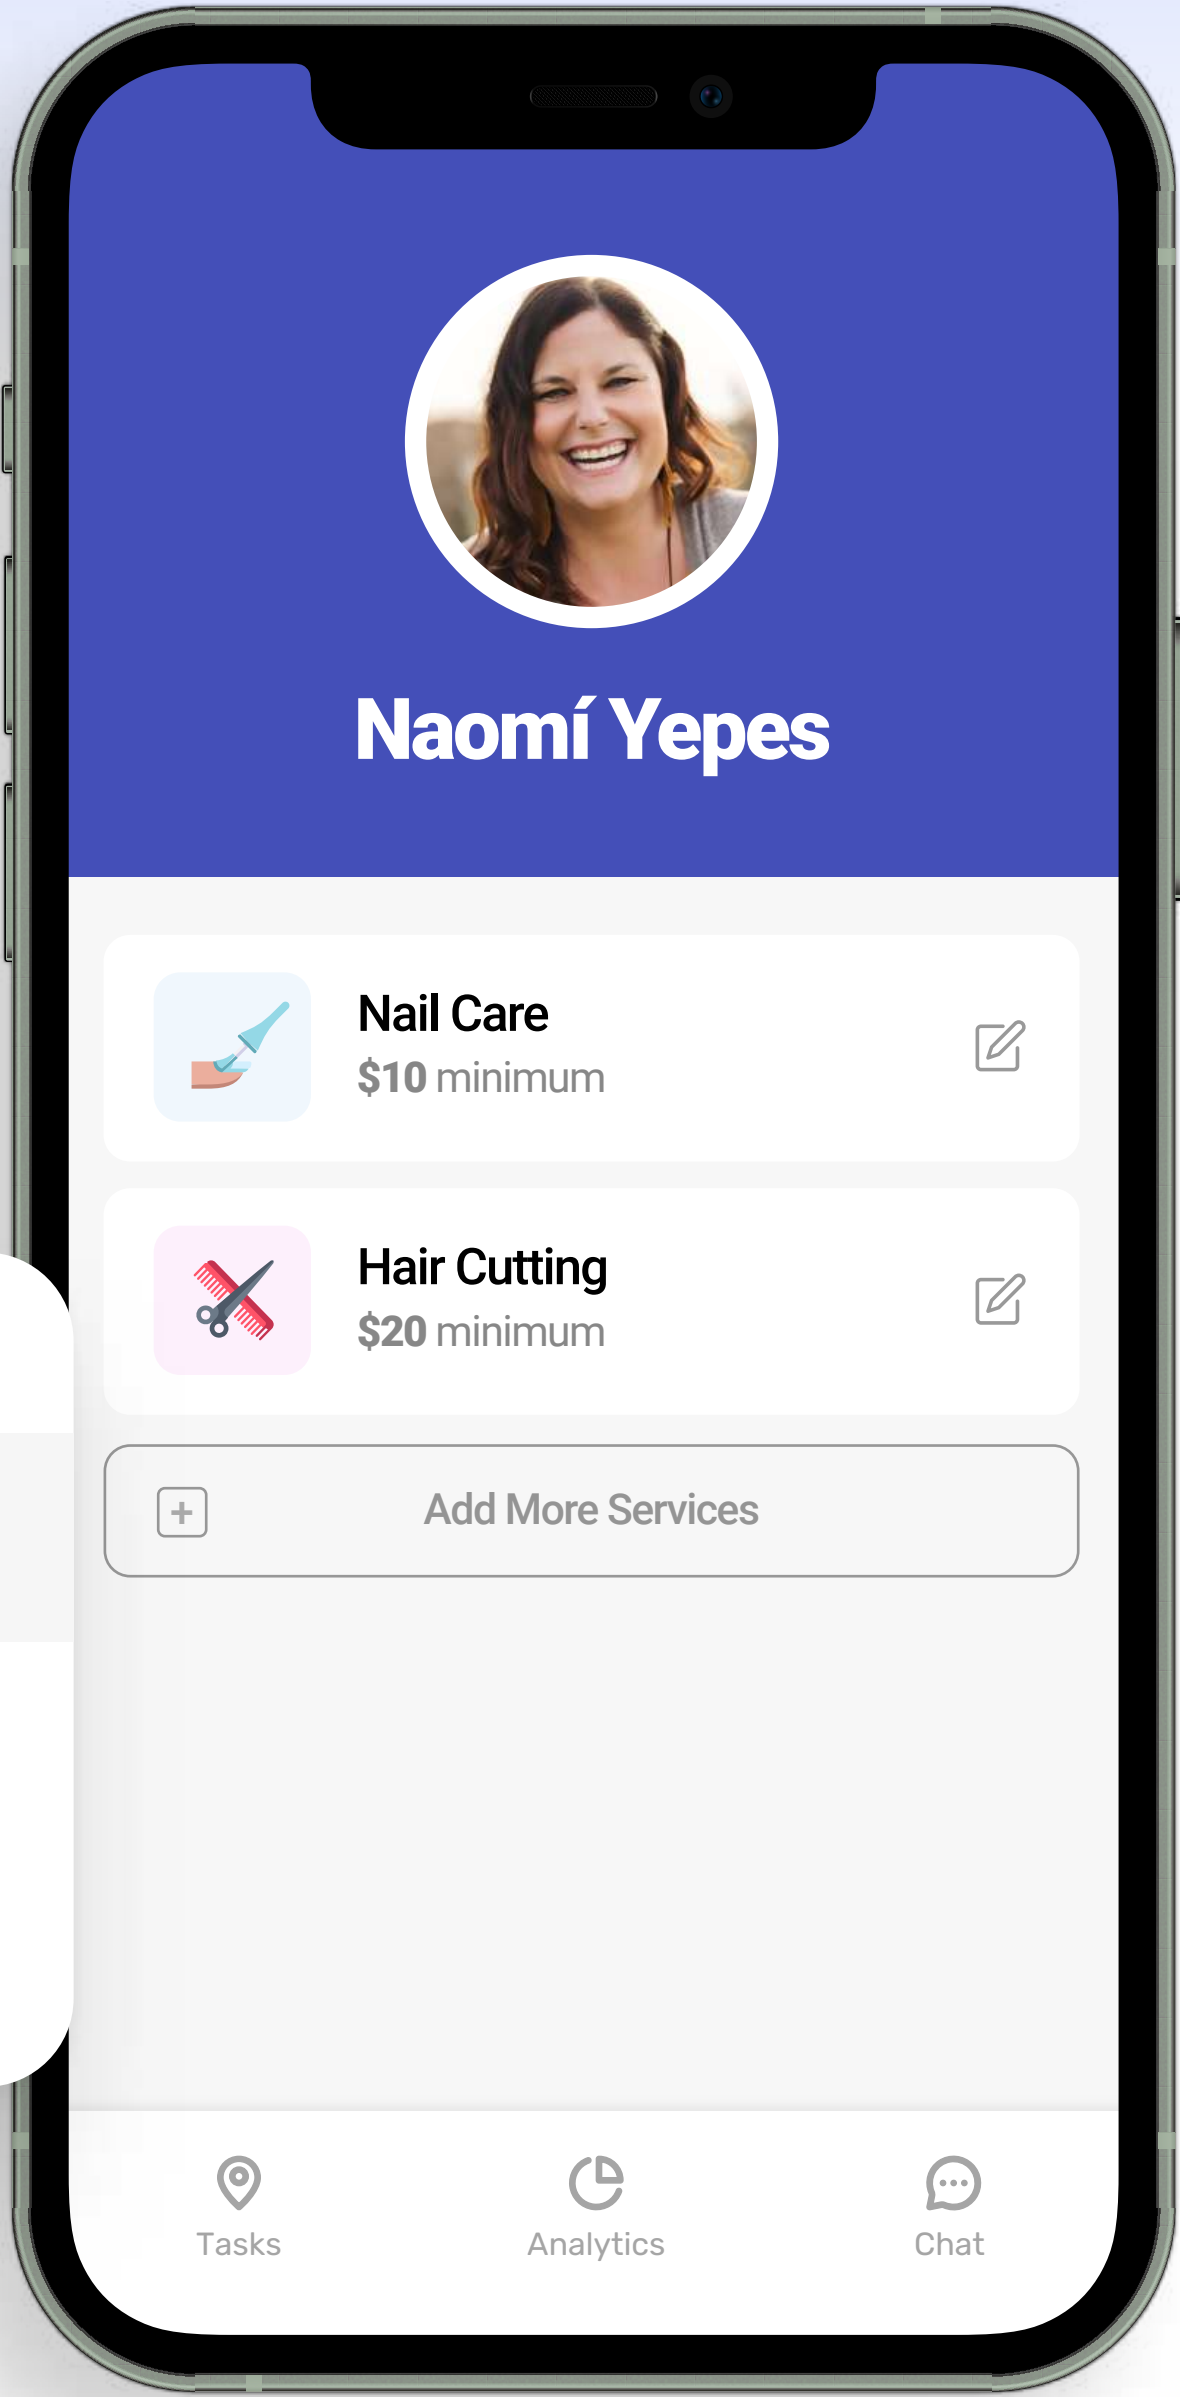 Naomí Yepes
Nail Care
$10 minimum
Hair Cutting
$20 minimum
Add More Services
Tasks
Analytics
Chat